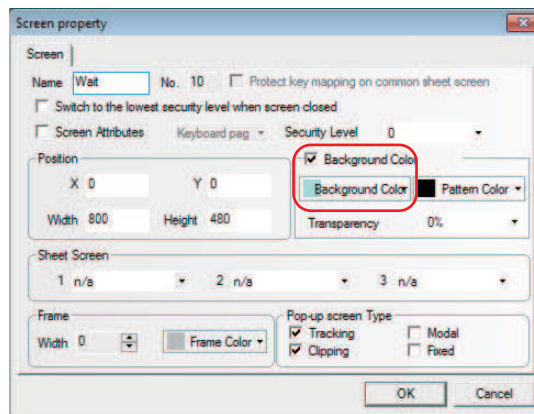 Screen property
Screen
Name Wait No. 10 Protect key mapping on common sheet screen
Switch to the lowest security level when screen closed
Screen Attributes Keyboard pag Security Level 0
Position Background Color
X 0 Y 0 Background Color Pattern Color
Width 800 Height 480 Transparency 0%
Sheet Screen
1 n/a 2 n/a 3 n/a
Frame Pop-up screen Type
Width 0 Frame Color Tracking Modal
Clipping Fixed
OK Cancel